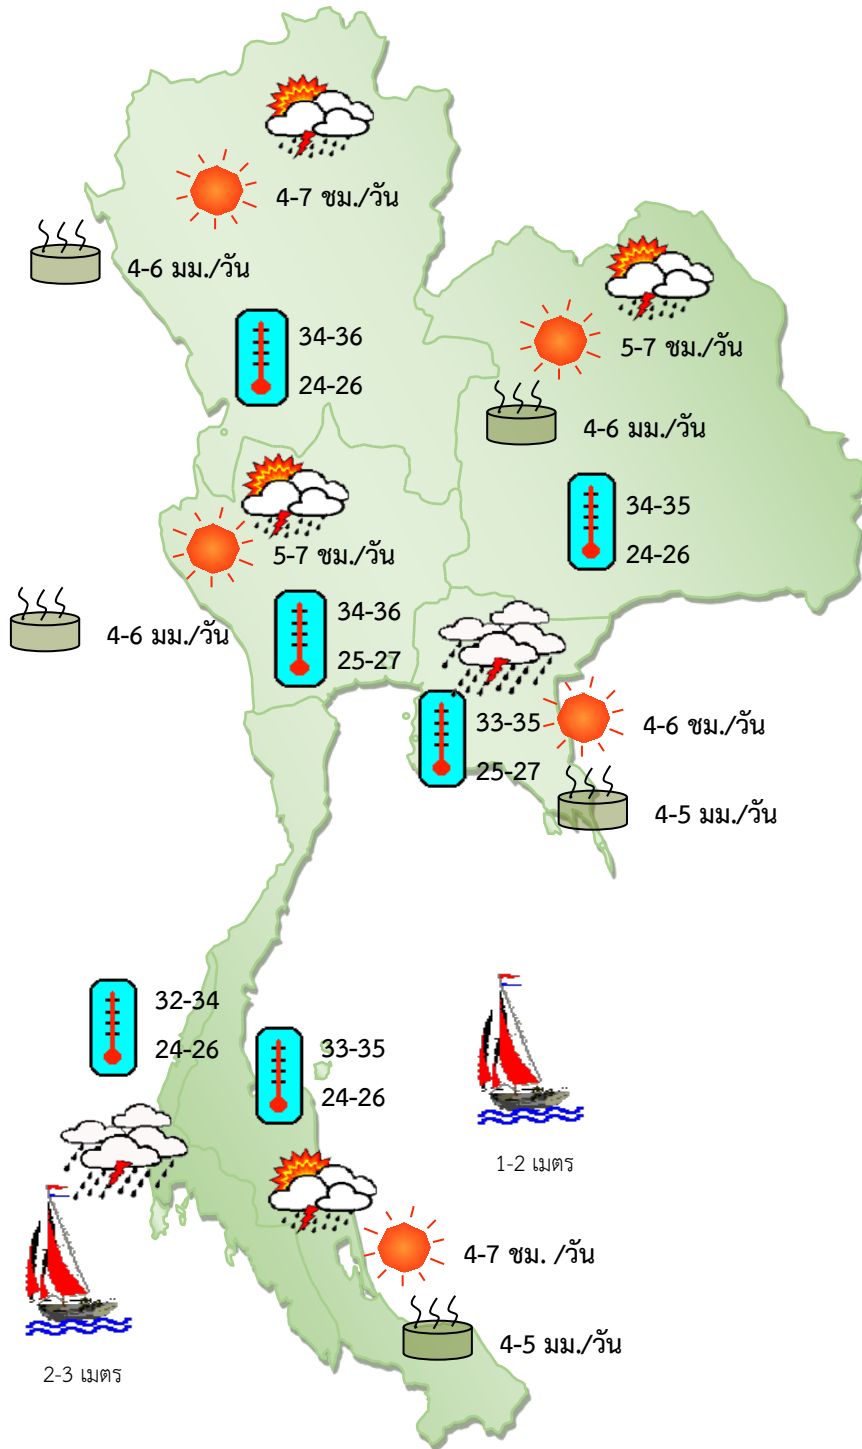 4-7 ชม./วัน
4-6 มม./วัน
34-36
24-26
5-7 ชม./วัน
4-6 มม./วัน
34-35
24-26
5-7 ชม./วัน
34-36
4-6 มม./วัน
25-27
33-35
4-6 ชม./วัน
25-27
4-5 มม./วัน
32-34
24-26
33-35
24-26
1-2 เมตร
4-7 ชม. /วัน
4-5 มม./วัน
2-3 เมตร